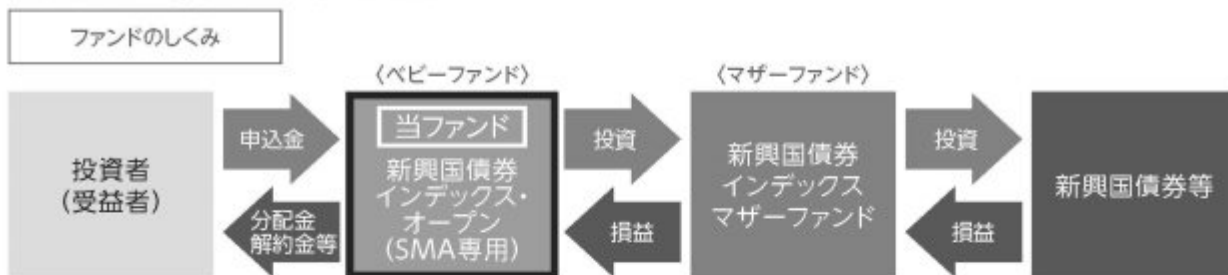 ファンドのしくみ
〈ベビーファンド〉
〈マザーファンド〉
投資者
(受益者)
申込金
分配金
解約金等
当ファンド
新興国債券
インデックス・
オープン
(SMA専用)
投資
損益
新興国債券
インデックス
マザーファンド
投資
損益
新興国債券等